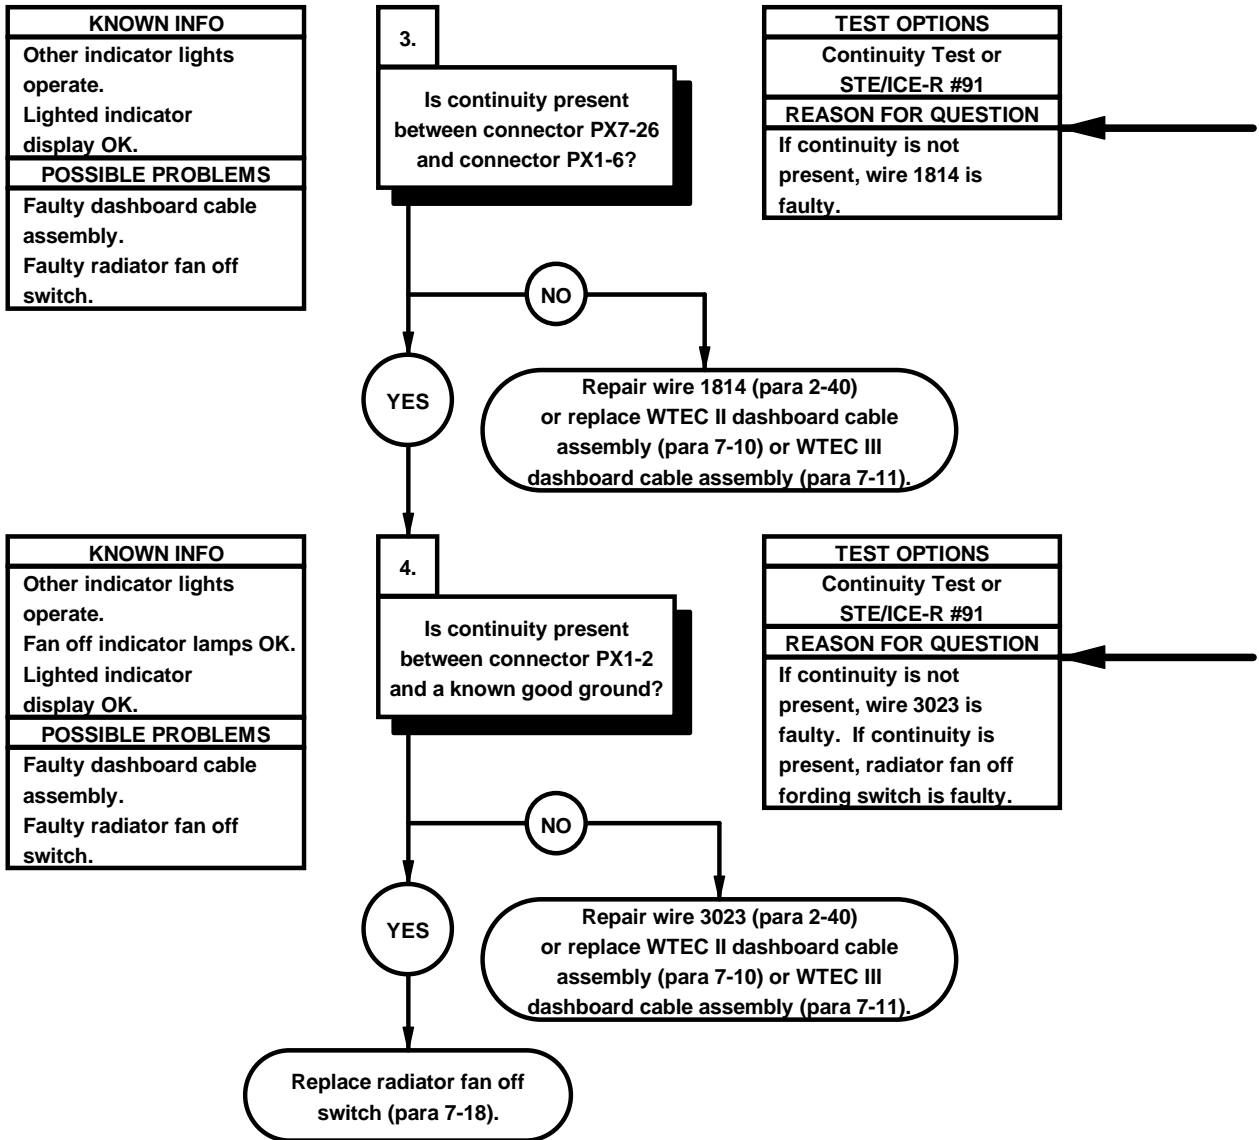 KNOWN INFO
Other indicator lights
operate.
Lighted indicator
display OK.
POSSIBLE PROBLEMS
Faulty dashboard cable
assembly.
Faulty radiator fan off
switch.
3.
Is continuity present
between connector PX7-26
and connector PX1-6?
TEST OPTIONS
Continuity Test or
STE/ICE-R #91
REASON FOR QUESTION
If continuity is not
present, wire 1814 is
faulty.
NO
YES
Repair wire 1814 (para 2-40)
or replace WTEC II dashboard cable
assembly (para 7-10) or WTEC III
dashboard cable assembly (para 7-11).
KNOWN INFO
Other indicator lights
operate.
Fan off indicator lamps OK.
Lighted indicator
display OK.
POSSIBLE PROBLEMS
Faulty dashboard cable
assembly.
Faulty radiator fan off
switch.
4.
Is continuity present
between connector PX1-2
and a known good ground?
TEST OPTIONS
Continuity Test or
STE/ICE-R #91
REASON FOR QUESTION
If continuity is not
present, wire 3023 is
faulty.  If continuity is
present, radiator fan off
fording switch is faulty.
NO
YES
Repair wire 3023 (para 2-40)
or replace WTEC II dashboard cable
assembly (para 7-10) or WTEC III
dashboard cable assembly (para 7-11).
Replace radiator fan off
switch (para 7-18).